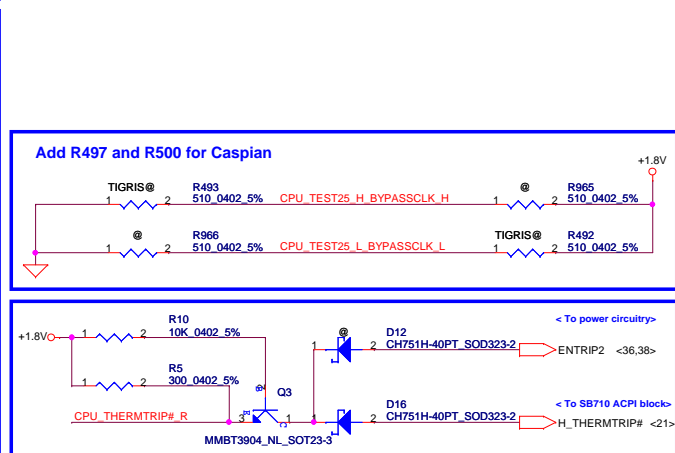 Add R497 and R500 for Caspian
+1.8V
TIGRIS@ R493 @ R965
1 2 510_0402_5% CPU_TEST25_H_BYPASSCLK_H 1 2 510_0402_5%
@ R966 TIGRIS@ R492
1 2 510_0402_5% CPU_TEST25_L_BYPASSCLK_L 1 2 510_0402_5%
< To power circuitry>
R10 @ D12
+1.8V 1 2 10K_0402_5% 1 2 CH751H-40PT_SOD323-2 ENTRIP2 <36,38>
R5
1 2 300_0402_5%
2 B Q3
D16 < To SB710 ACPI block>
CPU_THERMTRIP#_R 3 E C 1 1 2 CH751H-40PT_SOD323-2 H_THERMTRIP# <21>
MMBT3904_NL_SOT23-3